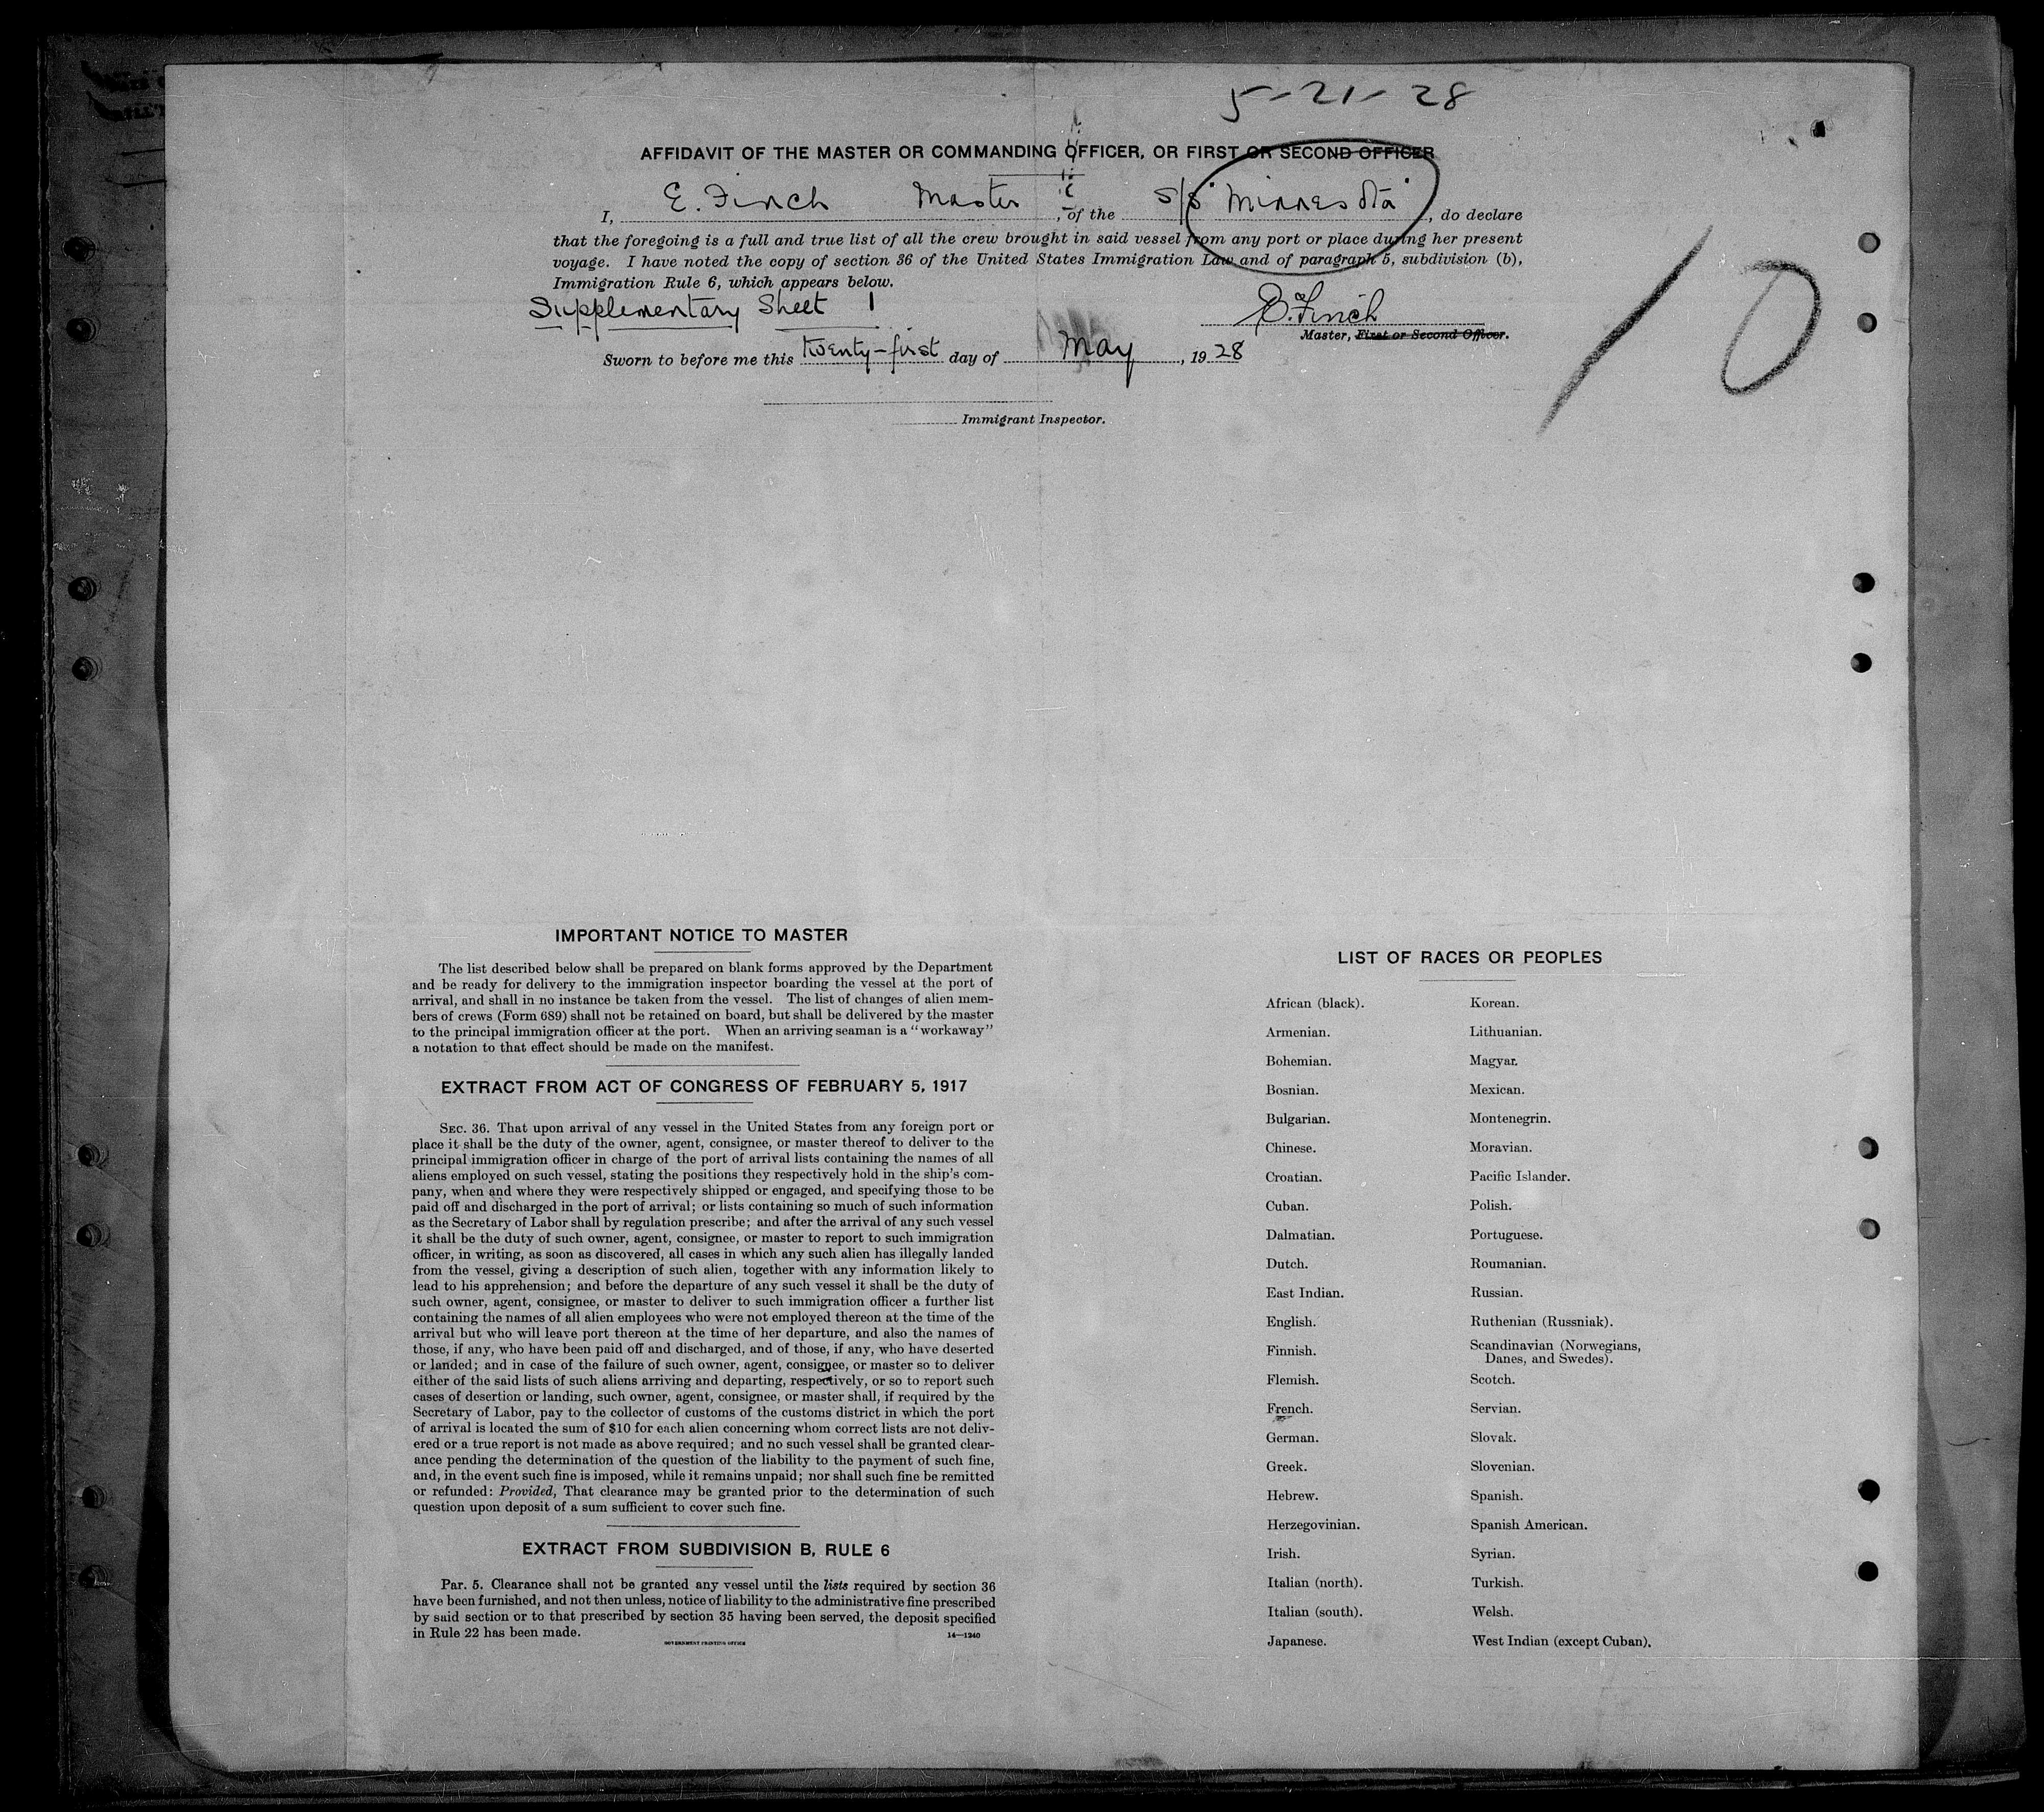 5-21-28
AFFIDAVIT OF THE MASTER OR COMMANDING OFFICER, OR FIRST OR SECOND OFFICER
I, E. Finch Master, of the S/S "Minnesota", do declare
that the foregoing is a full and true list of all the crew brought in said vessel from any port or place during her present
voyage. I have noted the copy of section 36 of the United States Immigration Law and of paragraph 5, subdivision (b),
Immigration Rule 6, which appears below.
Supplementary Sheet 1
E. Finch
Master, First or Second Officer.
Sworn to before me this twenty-first day of May, 1928
Immigrant Inspector.
10
IMPORTANT NOTICE TO MASTER
The list described below shall be prepared on blank forms approved by the Department
and be ready for delivery to the immigration inspector boarding the vessel at the port of
arrival, and shall in no instance be taken from the vessel. The list of changes of alien mem-
bers of crews (Form 689) shall not be retained on board, but shall be delivered by the master
to the principal immigration officer at the port. When an arriving seaman is a "workaway"
a notation to that effect should be made on the manifest.
EXTRACT FROM ACT OF CONGRESS OF FEBRUARY 5, 1917
SEC. 36. That upon arrival of any vessel in the United States from any foreign port or
place it shall be the duty of the owner, agent, consignee, or master thereof to deliver to the
principal immigration officer in charge of the port of arrival lists containing the names of all
aliens employed on such vessel, stating the positions they respectively hold in the ship's com-
pany, when and where they were respectively shipped or engaged, and specifying those to be
paid off and discharged in the port of arrival; or lists containing so much of such information
as the Secretary of Labor shall by regulation prescribe; and after the arrival of any such vessel
it shall be the duty of such owner, agent, consignee, or master to report to such immigration
officer, in writing, as soon as discovered, all cases in which any such alien has illegally landed
from the vessel, giving a description of such alien, together with any information likely to
lead to his apprehension; and before the departure of any such vessel it shall be the duty of
such owner, agent, consignee, or master to deliver to such immigration officer a further list
containing the names of all alien employees who were not employed thereon at the time of the
arrival but who will leave port thereon at the time of her departure, and also the names of
those, if any, who have been paid off and discharged, and of those, if any, who have deserted
or landed; and in case of the failure of such owner, agent, consignee, or master so to deliver
either of the said lists of such aliens arriving and departing, respectively, or so to report such
cases of desertion or landing, such owner, agent, consignee, or master shall, if required by the
Secretary of Labor, pay to the collector of customs of the customs district in which the port
of arrival is located the sum of $10 for each alien concerning whom correct lists are not deliv-
ered or a true report is not made as above required; and no such vessel shall be granted clear-
ance pending the determination of the question of the liability to the payment of such fine,
and, in the event such fine is imposed, while it remains unpaid; nor shall such fine be remitted
or refunded: Provided, That clearance may be granted prior to the determination of such
question upon deposit of a sum sufficient to cover such fine.
EXTRACT FROM SUBDIVISION B, RULE 6
Par. 5. Clearance shall not be granted any vessel until the lists required by section 36
have been furnished, and not then unless, notice of liability to the administrative fine prescribed
by said section or to that prescribed by section 35 having been served, the deposit specified
in Rule 22 has been made.
GOVERNMENT PRINTING OFFICE 14—1240
LIST OF RACES OR PEOPLES
African (black).
Armenian.
Bohemian.
Bosnian.
Bulgarian.
Chinese.
Croatian.
Cuban.
Dalmatian.
Dutch.
East Indian.
English.
Finnish.
Flemish.
French.
German.
Greek.
Hebrew.
Herzegovinian.
Irish.
Italian (north).
Italian (south).
Japanese.
Korean.
Lithuanian.
Magyar.
Mexican.
Montenegrin.
Moravian.
Pacific Islander.
Polish.
Portuguese.
Roumanian.
Russian.
Ruthenian (Russniak).
Scandinavian (Norwegians,
Danes, and Swedes).
Scotch.
Servian.
Slovak.
Slovenian.
Spanish.
Spanish American.
Syrian.
Turkish.
Welsh.
West Indian (except Cuban).